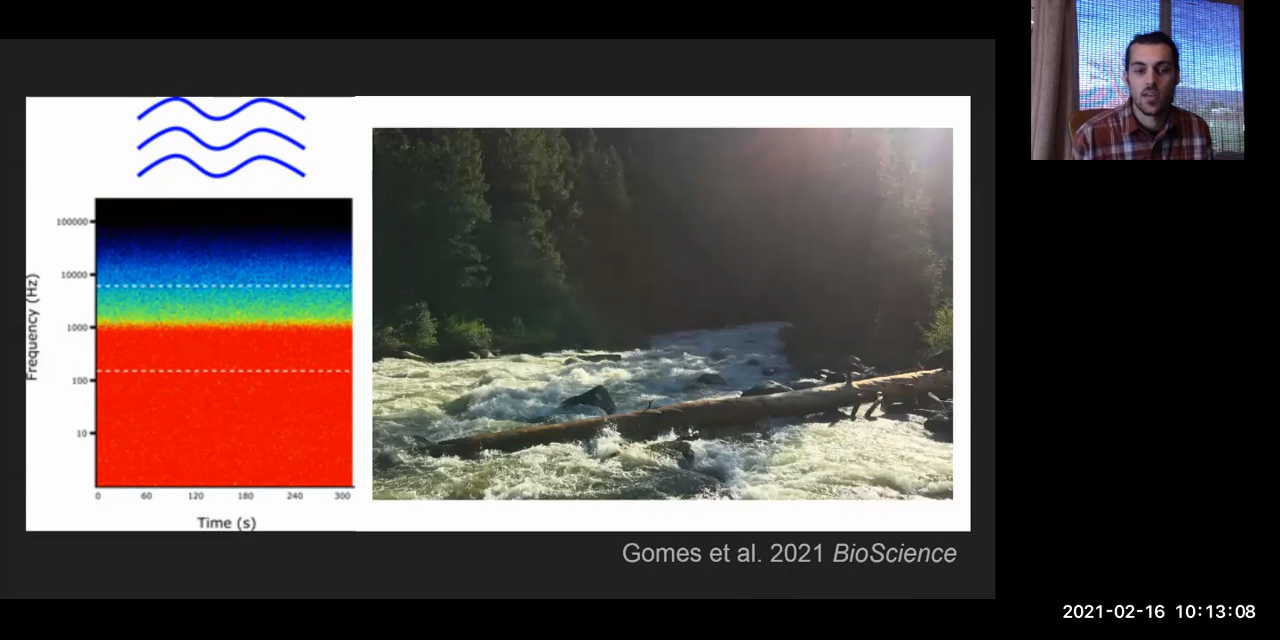 100000
10000
1000
100
10
Frequency (Hz)
0 60 120 180 240 300
Time (s)
Gomes et al. 2021 BioScience
2021-02-16 10:13:08